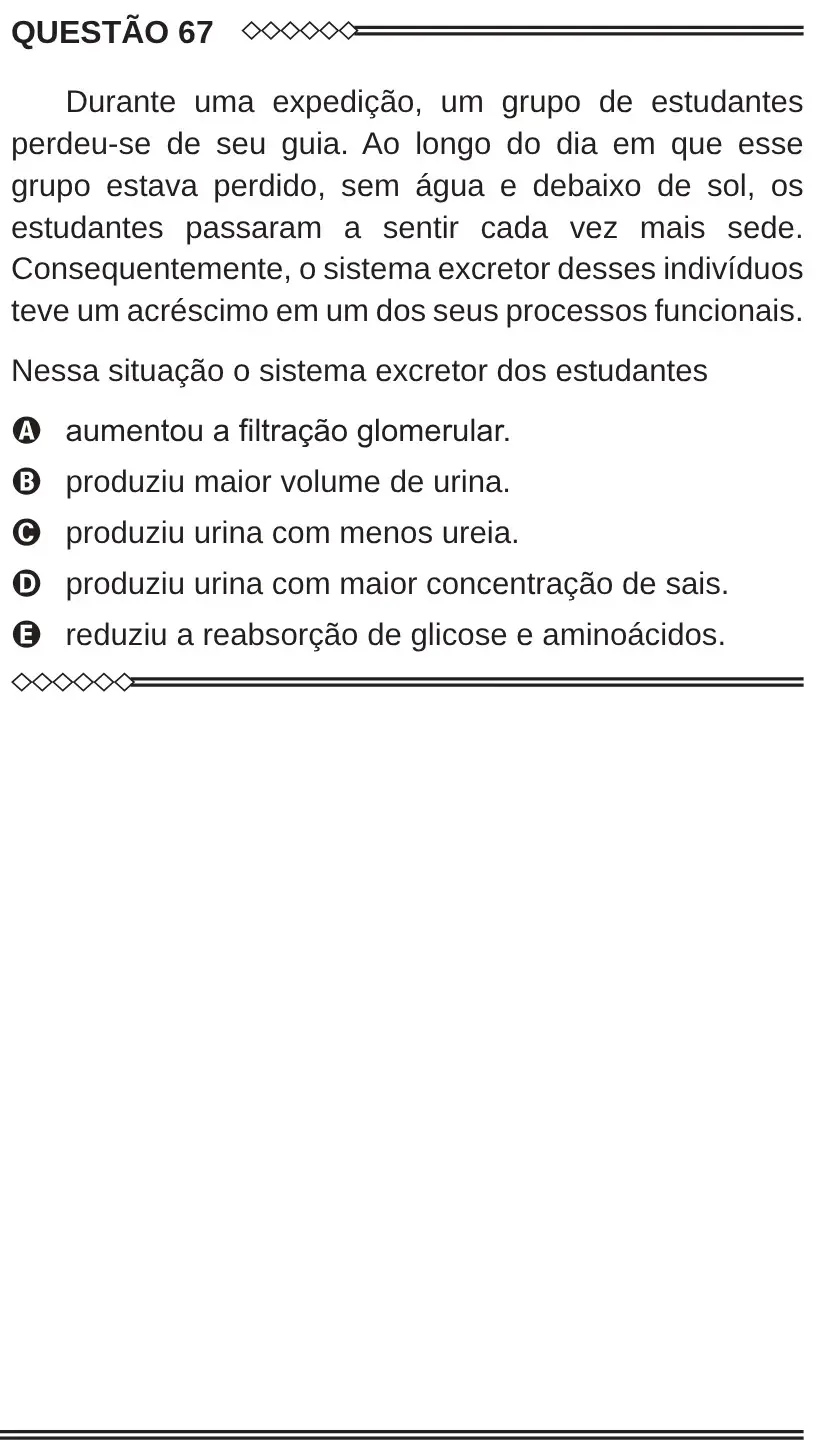 QUESTÃO 67
Durante uma expedição, um grupo de estudantes
perdeu-se de seu guia. Ao longo do dia em que esse
grupo estava perdido, sem água e debaixo de sol, os
estudantes passaram a sentir cada vez mais sede.
Consequentemente, o sistema excretor desses indivíduos
teve um acréscimo em um dos seus processos funcionais.
Nessa situação o sistema excretor dos estudantes
A aumentou a filtração glomerular.
B produziu maior volume de urina.
C produziu urina com menos ureia.
D produziu urina com maior concentração de sais.
E reduziu a reabsorção de glicose e aminoácidos.